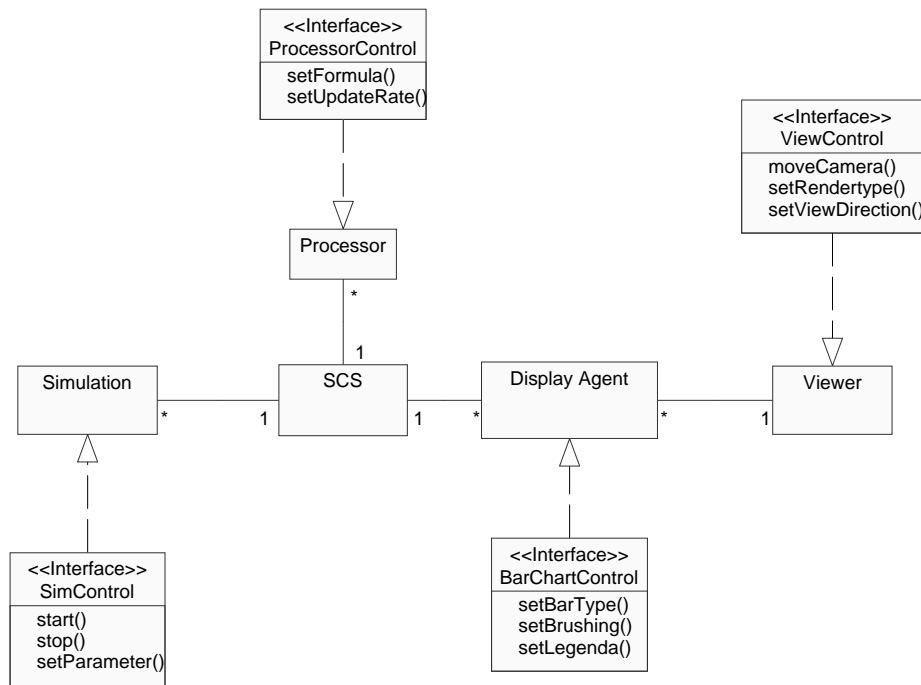 <<Interface>>
ProcessorControl
setFormula()
setUpdateRate()
<<Interface>>
ViewControl
moveCamera()
setRendertype()
setViewDirection()
Processor
*
1
Simulation
*
1
SCS
1
*
Display Agent
*
1
Viewer
<<Interface>>
SimControl
start()
stop()
setParameter()
<<Interface>>
BarChartControl
setBarType()
setBrushing()
setLegenda()